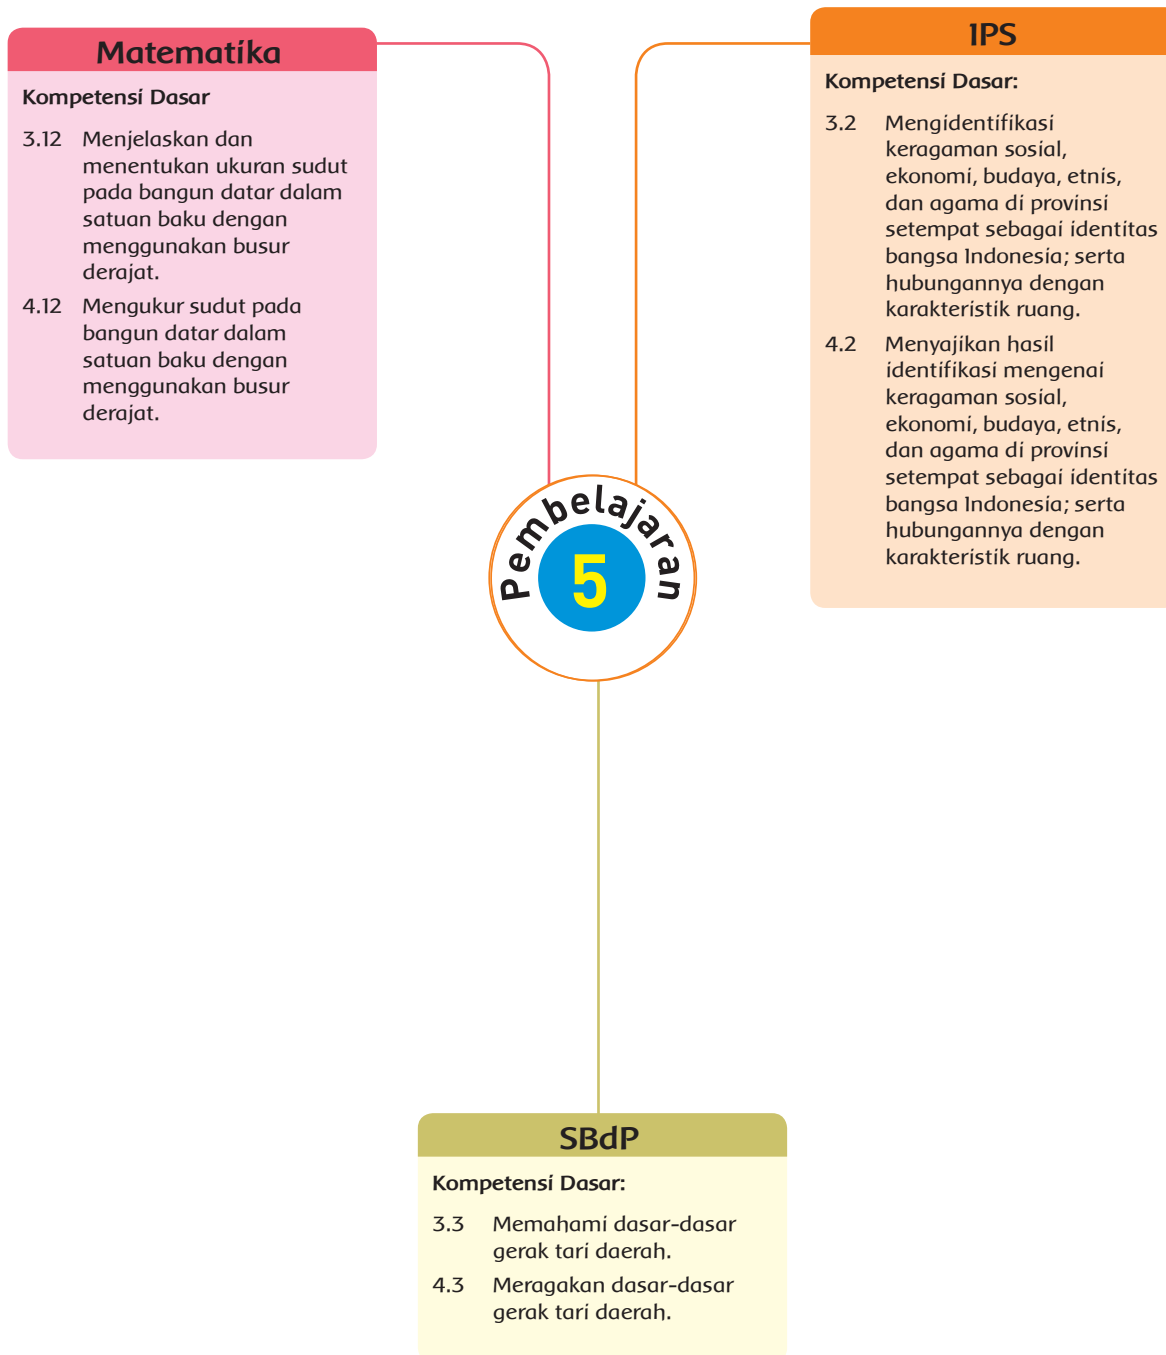 Matematika
Kompetensi Dasar
3.12 Menjelaskan dan
menentukan ukuran sudut
pada bangun datar dalam
satuan baku dengan
menggunakan busur
derajat.
4.12 Mengukur sudut pada
bangun datar dalam
satuan baku dengan
menggunakan busur
derajat.
IPS
Kompetensi Dasar:
3.2 Mengidentifikasi
keragaman sosial,
ekonomi, budaya, etnis,
dan agama di provinsi
setempat sebagai identitas
bangsa Indonesia; serta
hubungannya dengan
karakteristik ruang.
4.2 Menyajikan hasil
identifikasi mengenai
keragaman sosial,
ekonomi, budaya, etnis,
dan agama di provinsi
setempat sebagai identitas
bangsa Indonesia; serta
hubungannya dengan
karakteristik ruang.
Pembelajaran
5
SBdP
Kompetensi Dasar:
3.3 Memahami dasar-dasar
gerak tari daerah.
4.3 Meragakan dasar-dasar
gerak tari daerah.